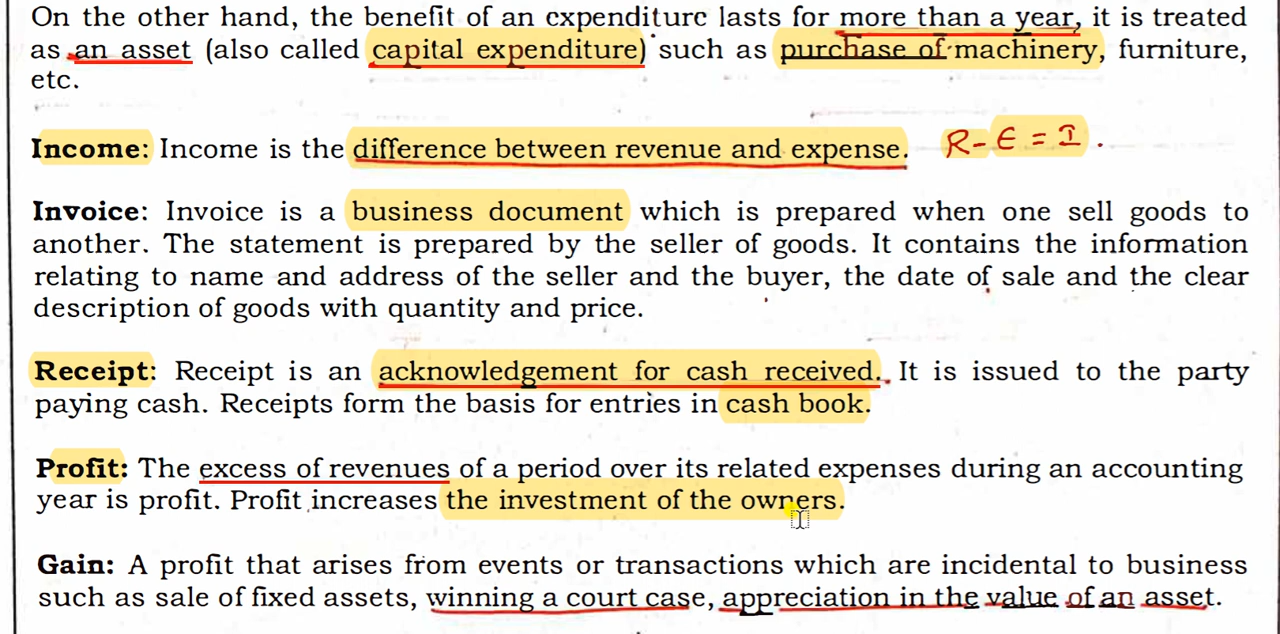 On the other hand, the benefit of an expenditure lasts for more than a year, it is treated
as an asset (also called capital expenditure) such as purchase of machinery, furniture,
etc.
Income: Income is the difference between revenue and expense. R - E = I.
Invoice: Invoice is a business document which is prepared when one sell goods to
another. The statement is prepared by the seller of goods. It contains the information
relating to name and address of the seller and the buyer, the date of sale and the clear
description of goods with quantity and price.
Receipt: Receipt is an acknowledgement for cash received. It is issued to the party
paying cash. Receipts form the basis for entries in cash book.
Profit: The excess of revenues of a period over its related expenses during an accounting
year is profit. Profit increases the investment of the owners.
Gain: A profit that arises from events or transactions which are incidental to business
such as sale of fixed assets, winning a court case, appreciation in the value of an asset.